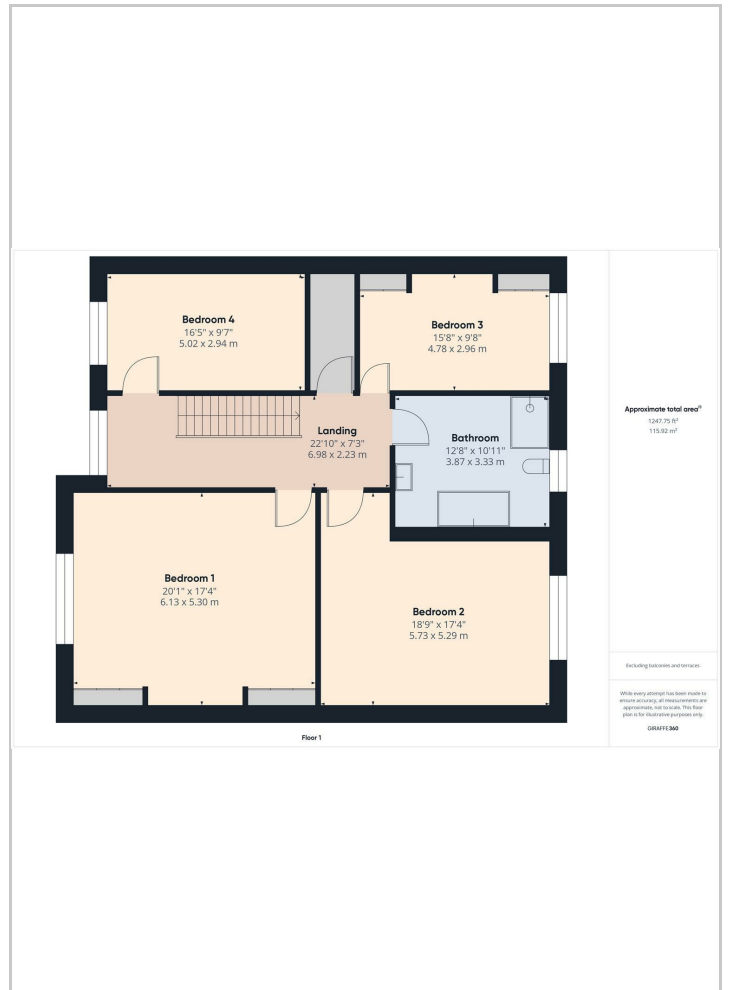 Bedroom 4
16'5" x 9'7"
5.02 x 2.94 m
Bedroom 3
15'8" x 9'8"
4.78 x 2.96 m
Landing
22'10" x 7'3"
6.98 x 2.23 m
Bathroom
12'8" x 10'11"
3.87 x 3.33 m
Bedroom 1
20'1" x 17'4"
6.13 x 5.30 m
Bedroom 2
18'9" x 17'4"
5.73 x 5.29 m
Floor 1
Approximate total area⁽¹⁾
1247.75 ft²
115.92 m²
Excluding balconies and terraces
While every attempt has been made to
ensure accuracy, all measurements are
approximate, not to scale. This floor
plan is for illustrative purposes only.
GIRAFFE360